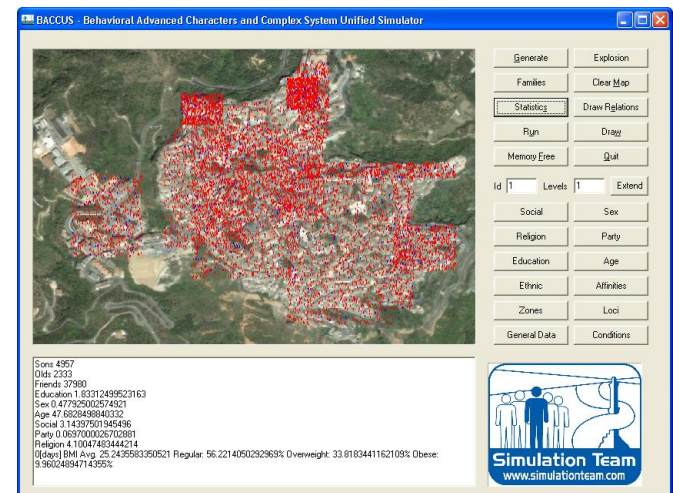 BACCUS - Behavioral Advanced Characters and Complex System Unified Simulator
Generate Explosion
Families Clear Map
Statistics Draw Relations
Run Draw
Memory Free Quit
Id 1 Levels 1 Extend
Social Sex
Religion Party
Education Age
Ethnic Affinities
Zones Loci
General Data Conditions
Sons 4957
Olds 2333
Friends 37980
Education 1.83312499523163
Sex 0.477925002574921
Age 47.6828498840332
Social 3.14397501945496
Party 0.0697000026702881
Religion 4.10047483444214
0[days] BMI Avg. 25.2435583350521 Regular: 56.2214050292969% Overweight: 33.8183441162109% Obese:
9.96024894714355%
Simulation Team
www.simulationteam.com